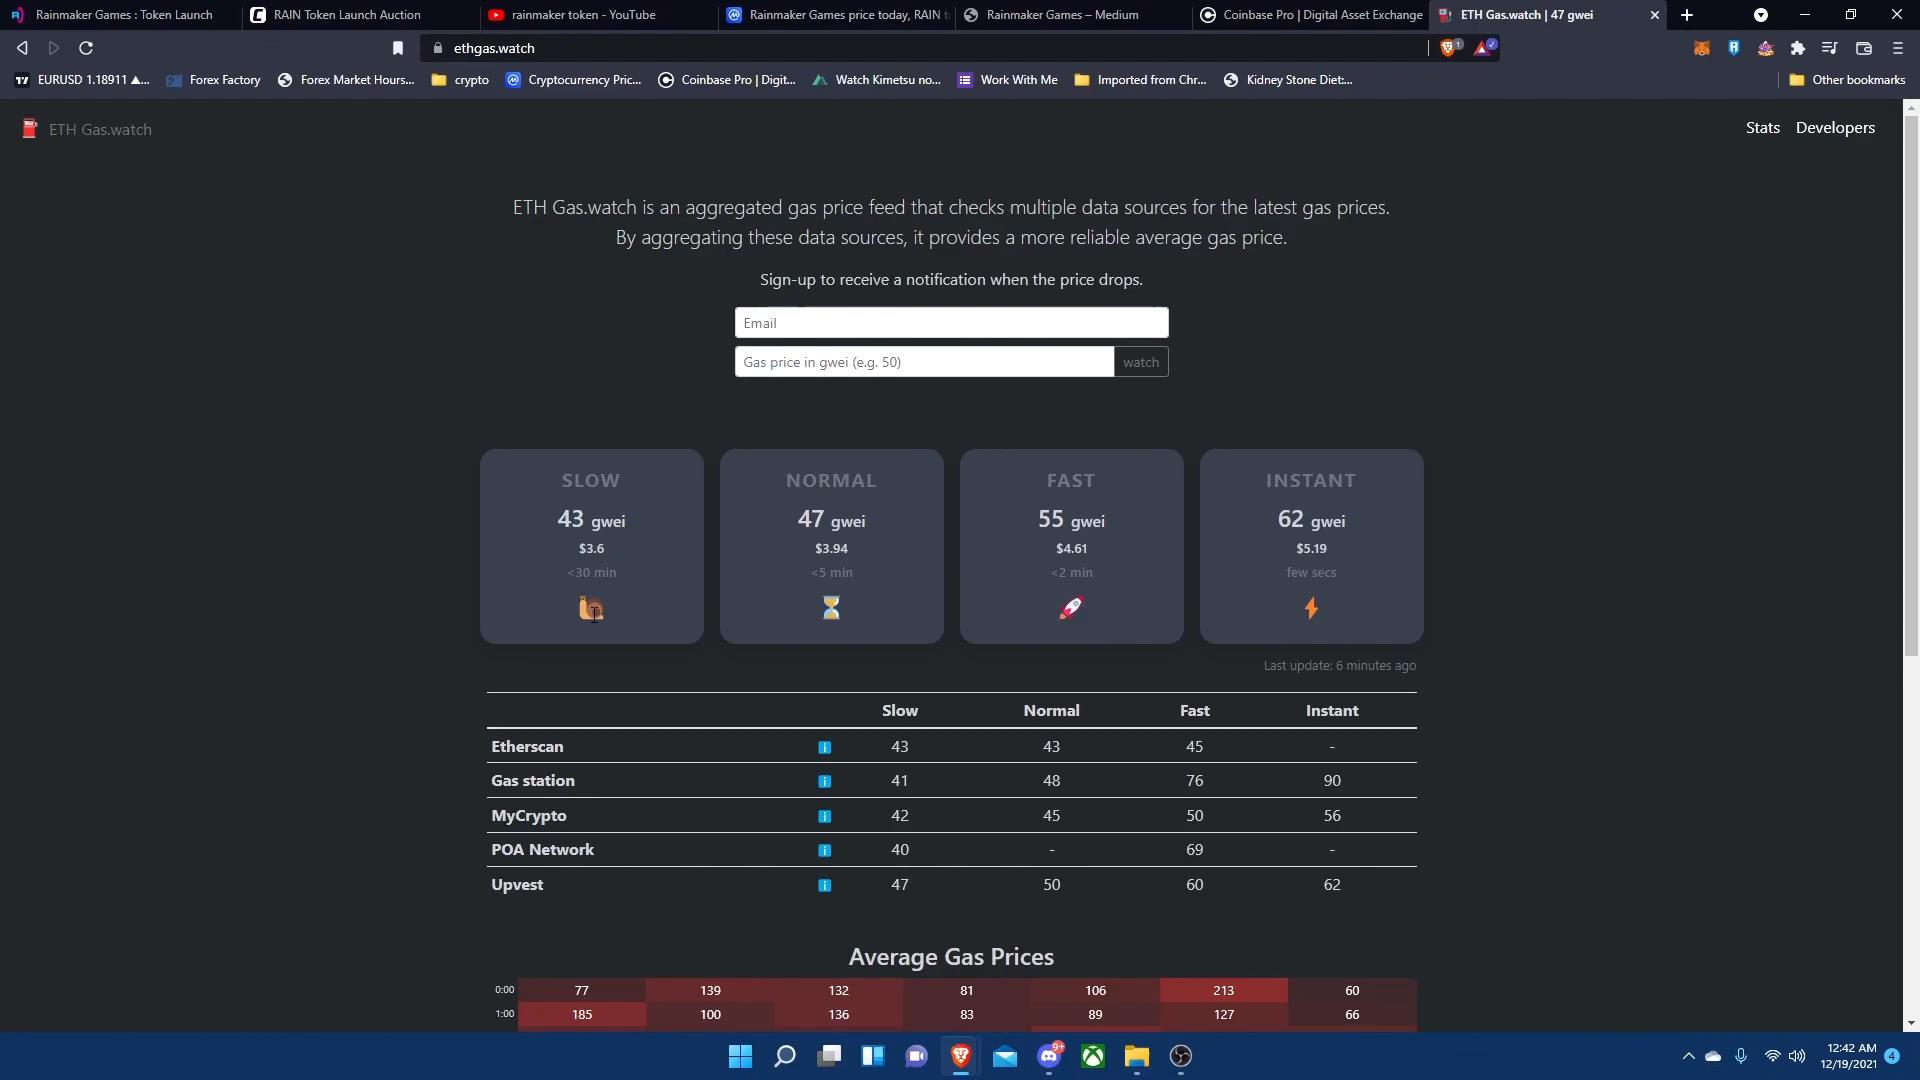 Rainmaker Games : Token Launch
RAIN Token Launch Auction
rainmaker token - YouTube
Rainmaker Games price today, RAIN t
Rainmaker Games – Medium
Coinbase Pro | Digital Asset Exchange
ETH Gas.watch | 47 gwei
ethgas.watch
1
EURUSD 1.18911 ▲...
Forex Factory
Forex Market Hours...
crypto
Cryptocurrency Pric...
Coinbase Pro | Digit...
Watch Kimetsu no...
Work With Me
Imported from Chr...
Kidney Stone Diet:...
Other bookmarks
ETH Gas.watch
Stats
Developers
ETH Gas.watch is an aggregated gas price feed that checks multiple data sources for the latest gas prices.
By aggregating these data sources, it provides a more reliable average gas price.
Sign-up to receive a notification when the price drops.
Email
Gas price in gwei (e.g. 50)
watch
SLOW
43 gwei
$3.6
<30 min
NORMAL
47 gwei
$3.94
<5 min
FAST
55 gwei
$4.61
<2 min
INSTANT
62 gwei
$5.19
few secs
Last update: 6 minutes ago
Slow Normal Fast Instant
Etherscan 43 43 45 -
Gas station 41 48 76 90
MyCrypto 42 45 50 56
POA Network 40 - 69 -
Upvest 47 50 60 62
Average Gas Prices
0:00 77 139 132 81 106 213 60
1:00 185 100 136 83 89 127 66
9+
12:42 AM
12/19/2021
4